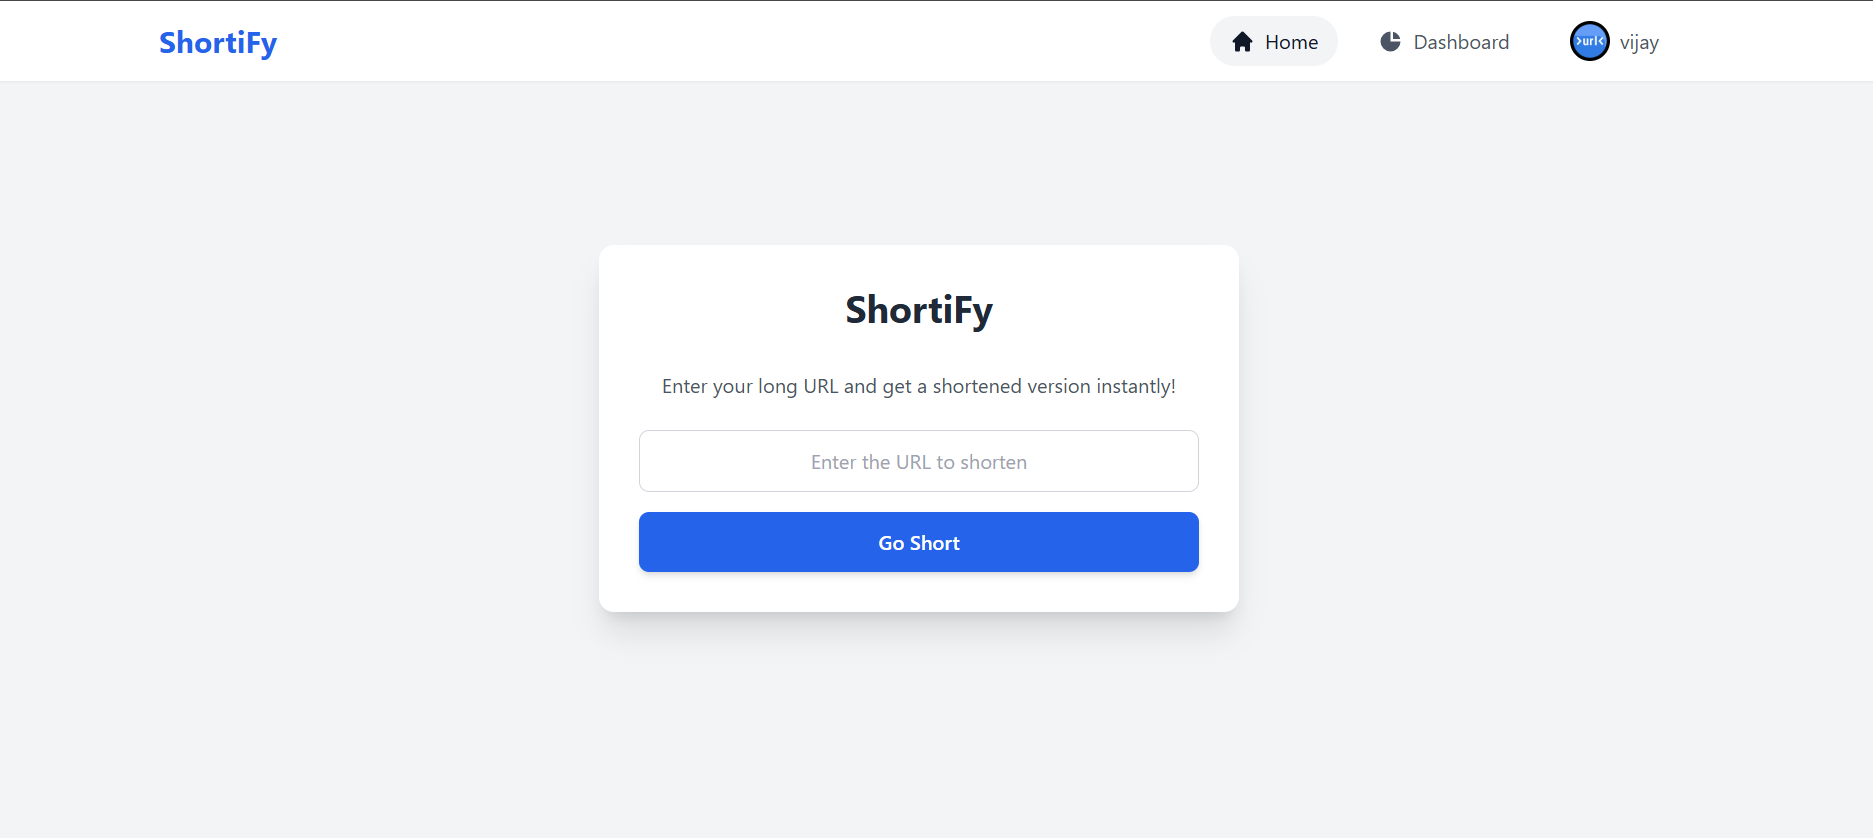 ShortiFy
Home
Dashboard
>url<
vijay
ShortiFy
Enter your long URL and get a shortened version instantly!
Enter the URL to shorten
Go Short